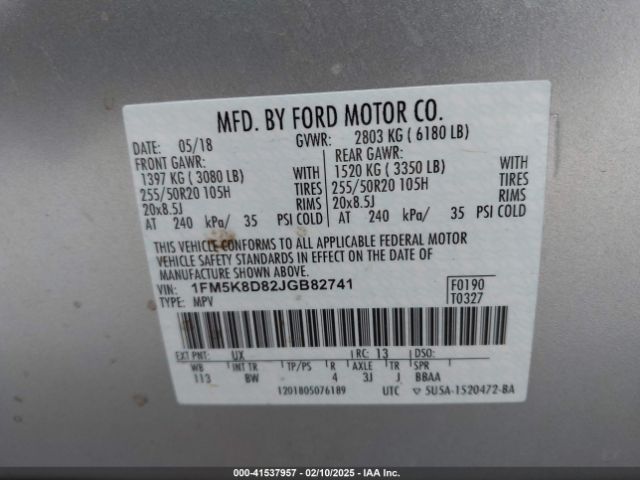 MFD. BY FORD MOTOR CO.
DATE: 05/18 GVWR: 2803 KG ( 6180 LB)
FRONT GAWR: REAR GAWR:
1397 KG ( 3080 LB) WITH 1520 KG ( 3350 LB) WITH
255/50R20 105H TIRES 255/50R20 105H TIRES
20x8.5J RIMS 20x8.5J RIMS
AT 240 kPa/ 35 PSI COLD AT 240 kPa/ 35 PSI COLD
THIS VEHICLE CONFORMS TO ALL APPLICABLE FEDERAL MOTOR
VEHICLE SAFETY STANDARDS IN EFFECT ON THE DATE OF
MANUFACTURE SHOWN ABOVE.
VIN: 1FM5K8D82JGB82741 F0190
TYPE: MPV T0327
EXT PNT: UX RC: 13 DSO:
WB INT TR TP/PS R AXLE TR SPR
113 BW - 4 3J J BBAA
1201805076189 UTC ▽ 5U5A-1520472-BA
000-41537957 - 02/10/2025 - IAA Inc.